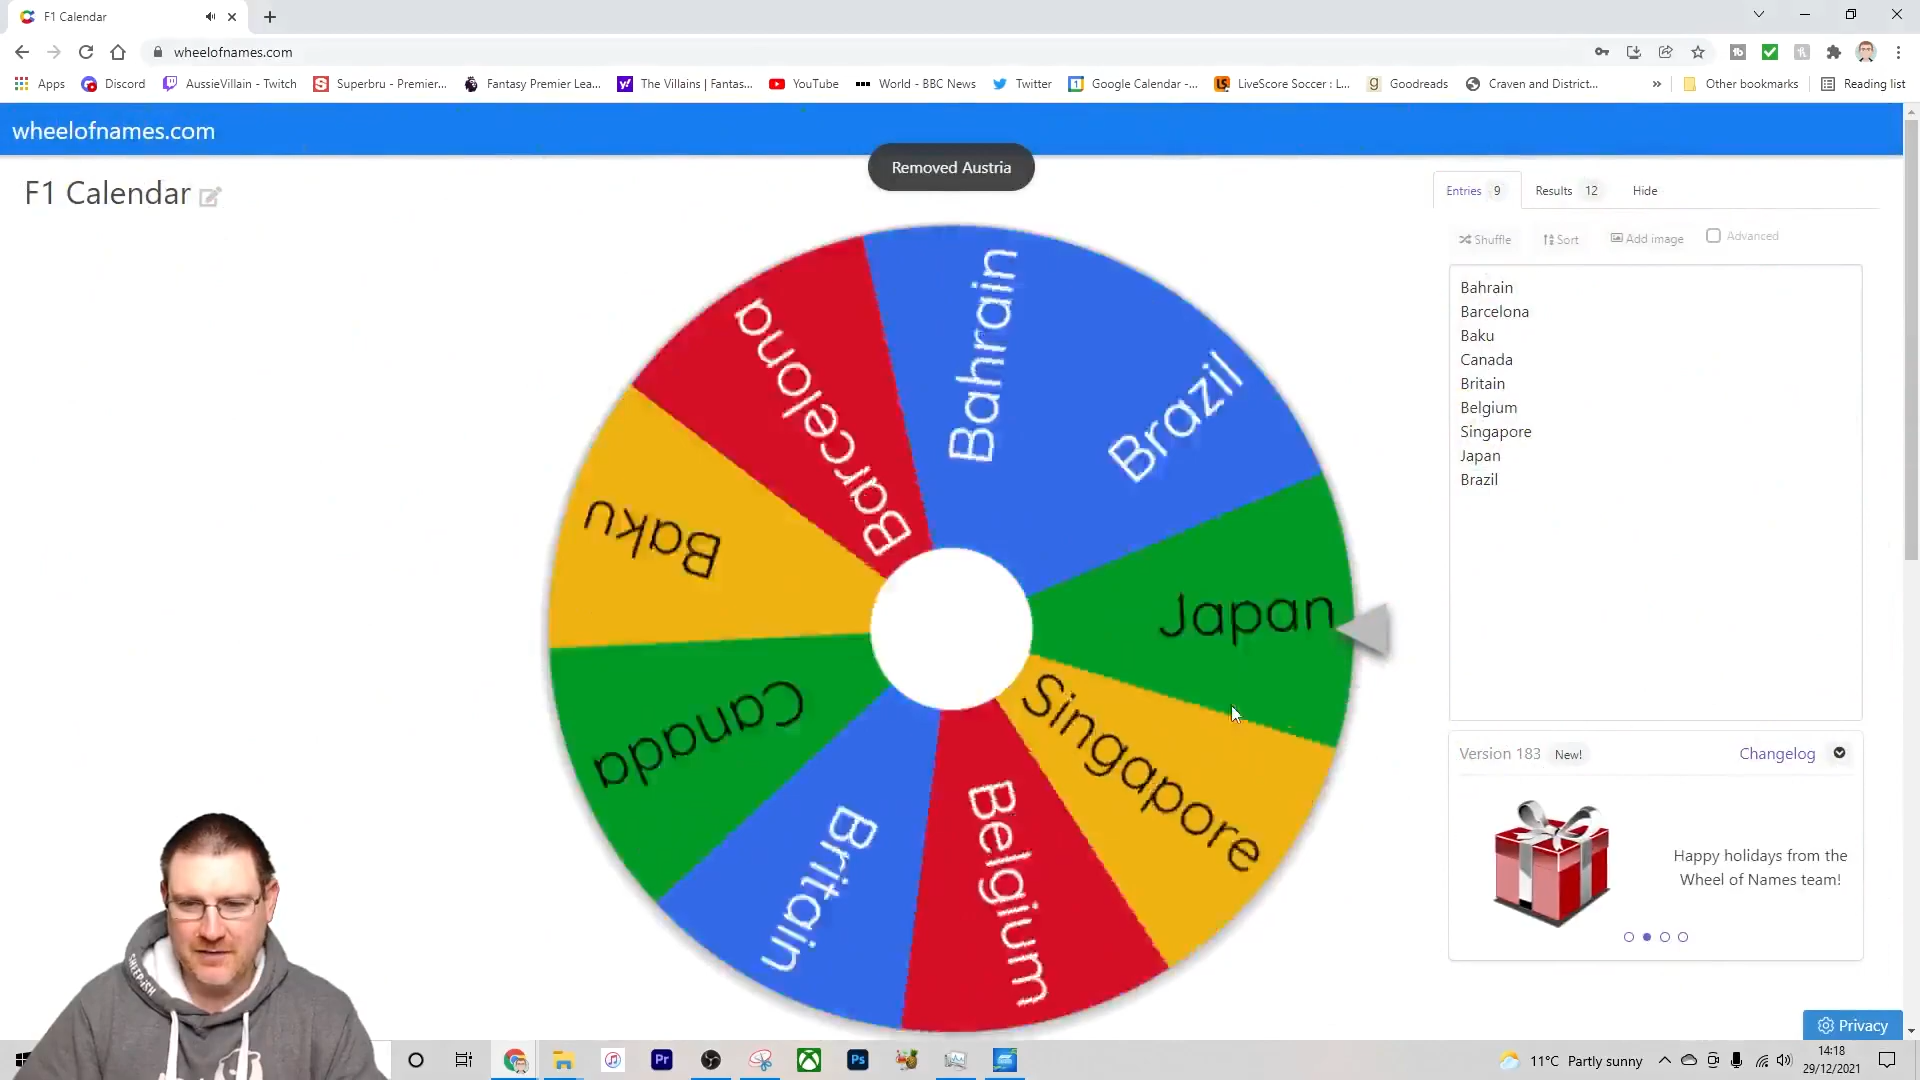 F1 Calendar
wheelofnames.com
Apps
Discord
AussieVillain - Twitch
Superbru - Premier...
Fantasy Premier Lea...
The Villains | Fantas...
YouTube
World - BBC News
Twitter
Google Calendar -...
LiveScore Soccer : L...
Goodreads
Craven and District...
»
Other bookmarks
Reading list
wheelofnames.com
Removed Austria
F1 Calendar
Entries 9
Results 12
Hide
Shuffle
Sort
Add image
Advanced
Bahrain
Barcelona
Baku
Canada
Britain
Belgium
Singapore
Japan
Brazil
Bahrain
Brazil
Japan
Singapore
Belgium
Britain
Canada
Baku
Barcelona
Version 183 New!
Changelog
Happy holidays from the
Wheel of Names team!
Privacy
SHEEPISH
Pr
Ps
11°C Partly sunny
14:18
29/12/2021